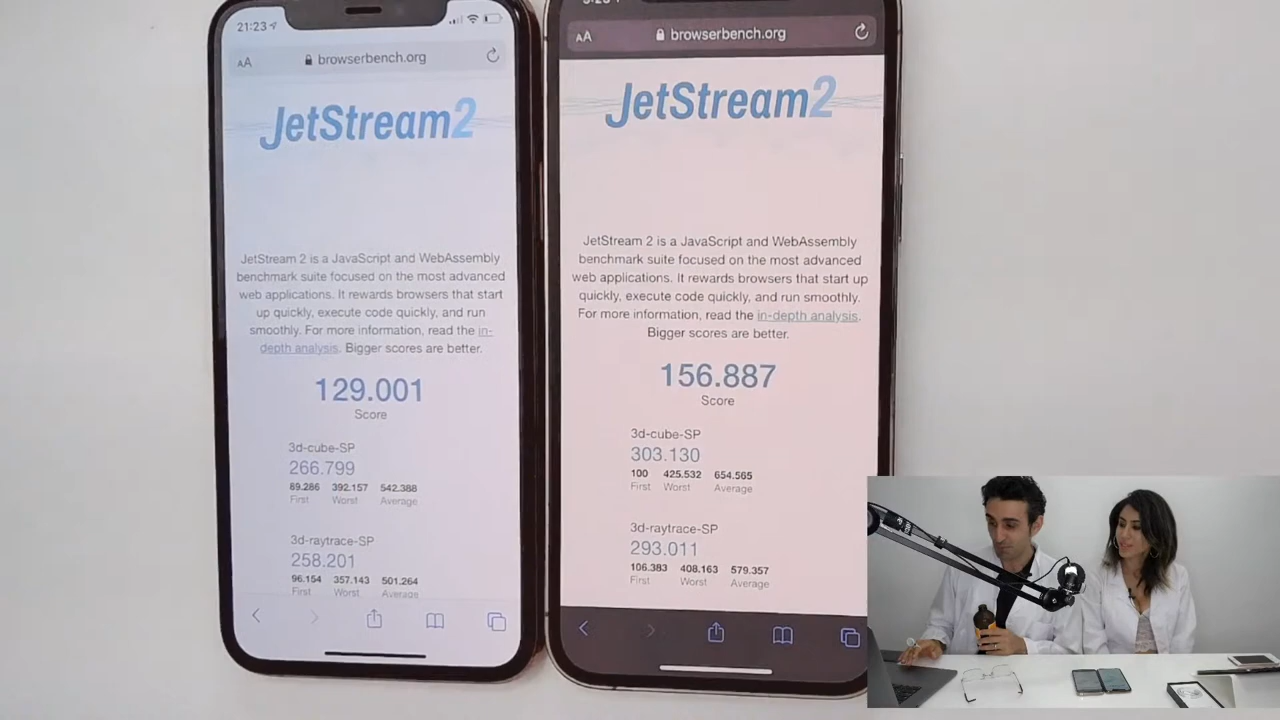 21:23
AA browserbench.org
JetStream2
JetStream 2 is a JavaScript and WebAssembly
benchmark suite focused on the most advanced
web applications. It rewards browsers that start
up quickly, execute code quickly, and run
smoothly. For more information, read the in-
depth analysis. Bigger scores are better.
129.001
Score
3d-cube-SP
266.799
89.286 392.157 542.388
First Worst Average
3d-raytrace-SP
258.201
96.154 357.143 501.264
First Worst Average
AA browserbench.org
JetStream2
JetStream 2 is a JavaScript and WebAssembly
benchmark suite focused on the most advanced
web applications. It rewards browsers that start up
quickly, execute code quickly, and run smoothly.
For more information, read the in-depth analysis.
Bigger scores are better.
156.887
Score
3d-cube-SP
303.130
100 425.532 654.565
First Worst Average
3d-raytrace-SP
293.011
106.383 408.163 579.357
First Worst Average